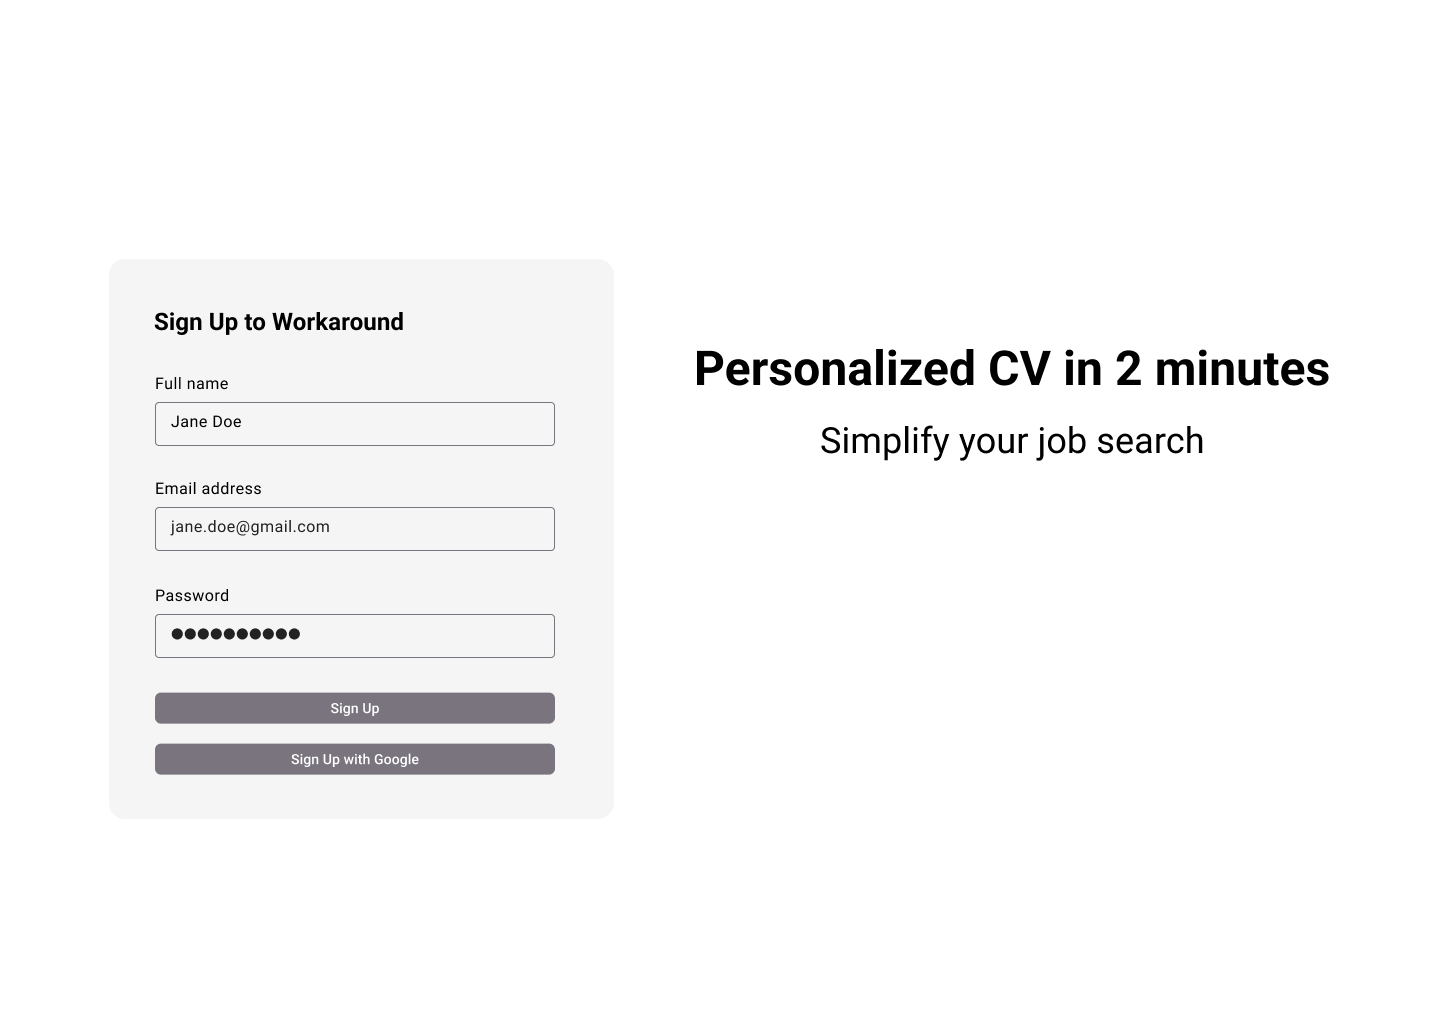 Sign Up to Workaround
Full name
Jane Doe
Email address
jane.doe@gmail.com
Password
●●●●●●●●●●
Sign Up
Sign Up with Google
Personalized CV in 2 minutes
Simplify your job search